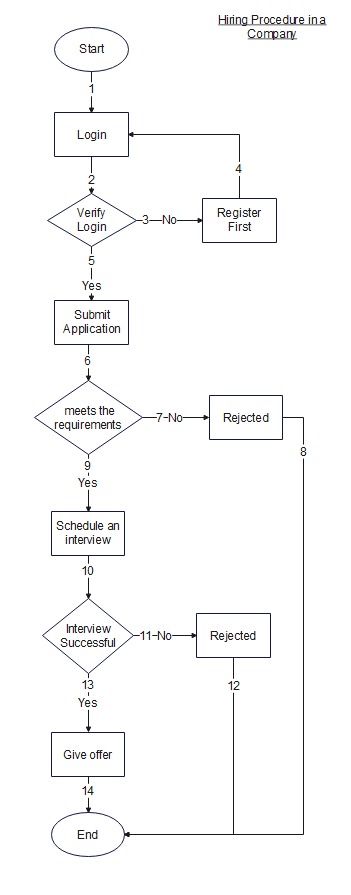 Hiring Procedure in a
Company
Start
1
Login
2
4
Verify
Login
3
No
Register
First
5
Yes
Submit
Application
6
meets the
requirements
7
No
Rejected
8
9
Yes
Schedule an
interview
10
Interview
Successful
11
No
Rejected
12
13
Yes
Give offer
14
End